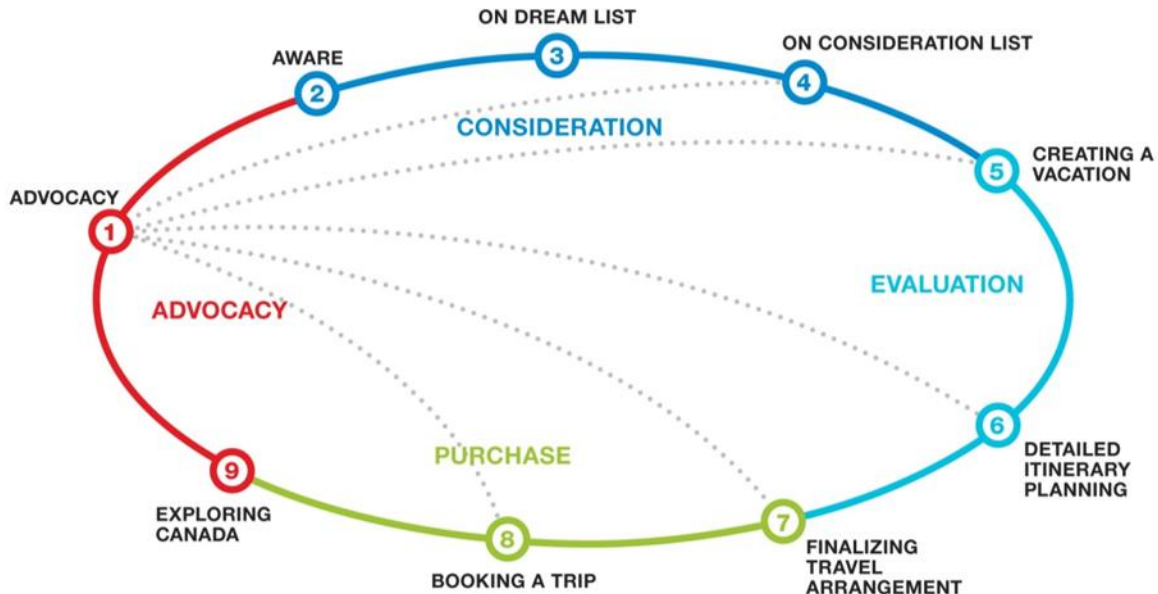 ON DREAM LIST
3
ON CONSIDERATION LIST
4
AWARE
2
CONSIDERATION
CREATING A
VACATION
5
ADVOCACY
1
EVALUATION
ADVOCACY
6
DETAILED
ITINERARY
PLANNING
PURCHASE
9
EXPLORING
CANADA
7
FINALIZING
TRAVEL
ARRANGEMENT
8
BOOKING A TRIP